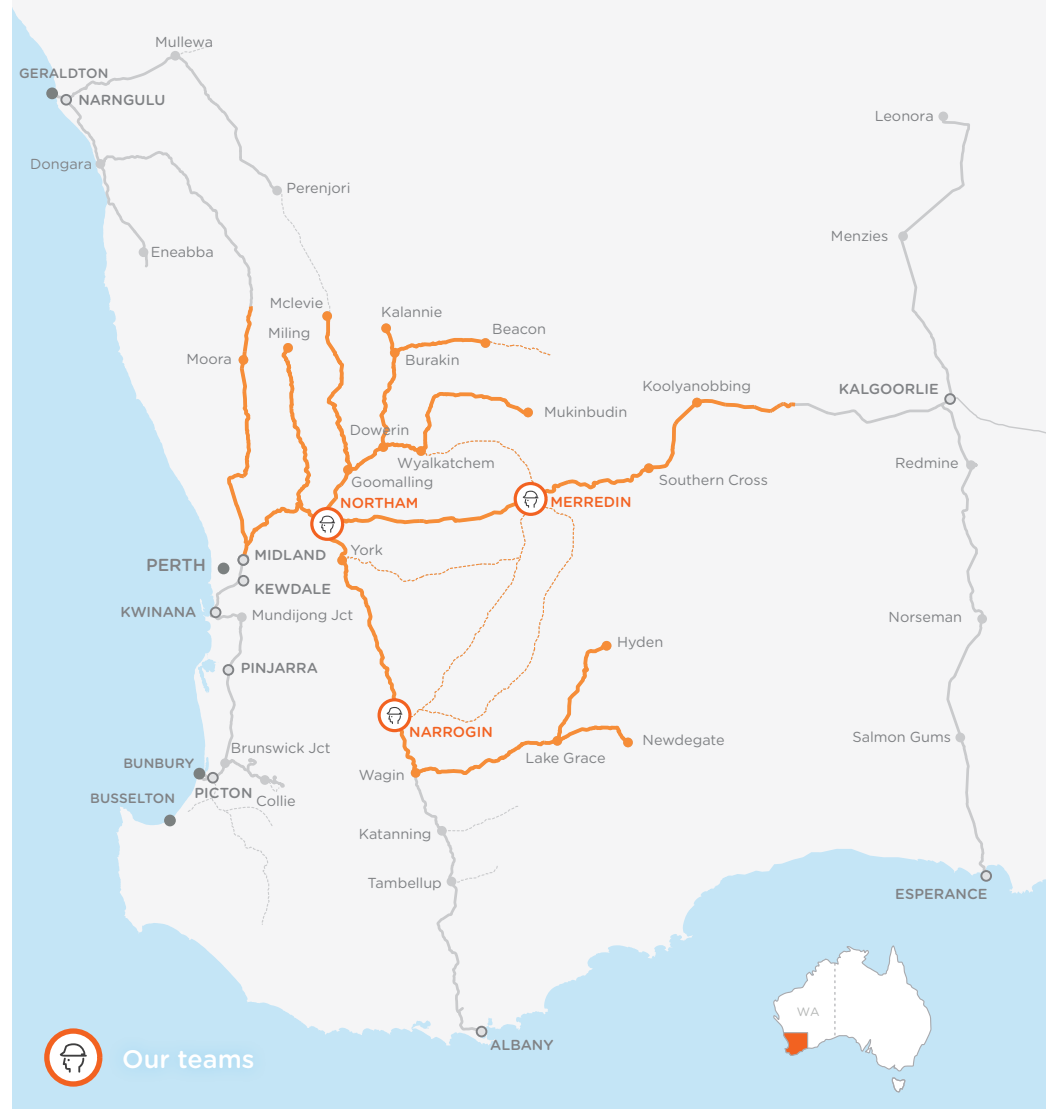 Mullewa
GERALDTON
NARNGULU
Leonora
Dongara
Perenjori
Menzies
Eneabba
Mclevie
Kalannie
Miling
Beacon
Moora
Burakin
Koolyanobbing
KALGOORLIE
Mukinbudin
Dowerin
Wyalkatchem
Redmine
Goomalling
Southern Cross
NORTHAM
MERREDIN
York
MIDLAND
PERTH
KEWDALE
KWINANA
Mundijong Jct
Norseman
Hyden
PINJARRA
NARROGIN
Salmon Gums
Newdegate
Brunswick Jct
Lake Grace
BUNBURY
Wagin
PICTON
BUSSELTON
Collie
Katanning
Tambellup
ESPERANCE
WA
ALBANY
Our teams